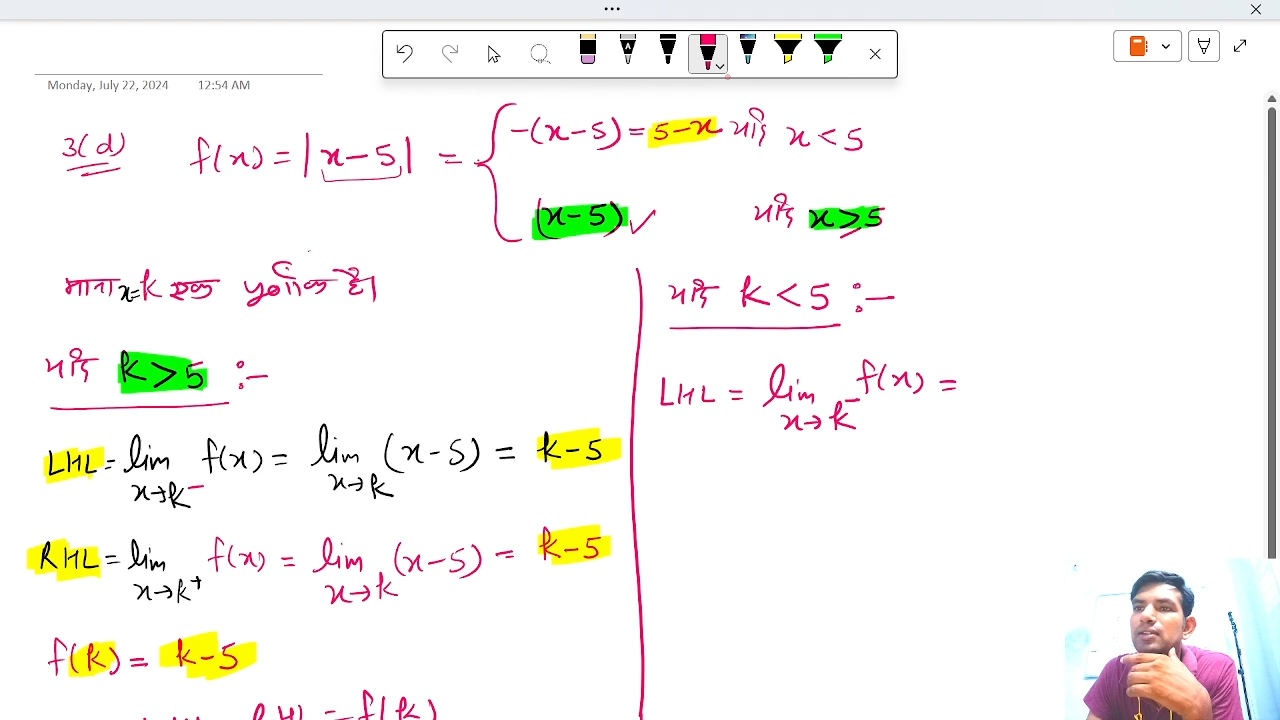 Monday, July 22, 2024 12:54 AM
3(d) f(x) = |x-5| = { -(x-5) = 5-x यदि x < 5
(x-5) ✓ यदि x ≥ 5
माना x=k एक पूर्णांक है।
यदि k > 5 :-
LHL = lim x→k⁻ f(x) = lim x→k (x-5) = k-5
RHL = lim x→k⁺ f(x) = lim x→k (x-5) = k-5
f(k) = k-5
= f(k)
यदि k < 5 :-
LHL = lim x→k⁻ f(x) =